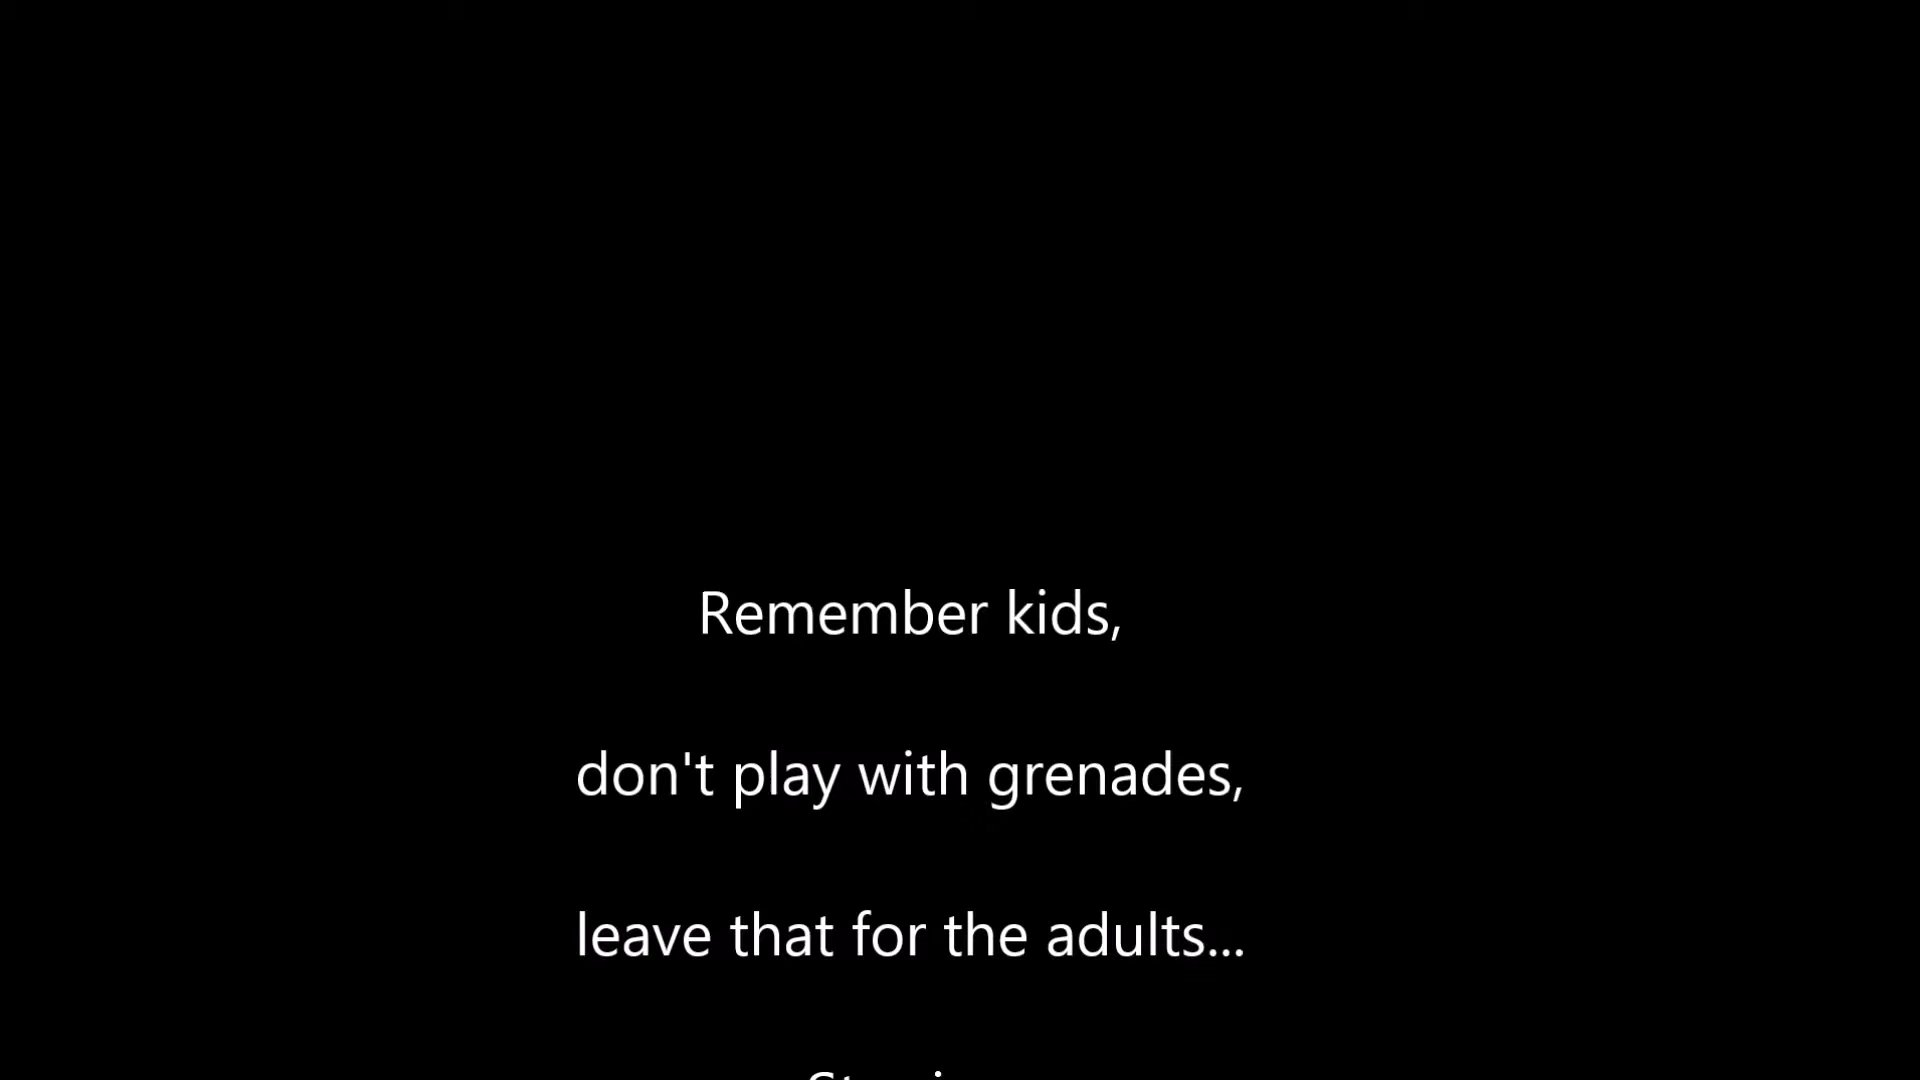 Remember kids,
don't play with grenades,
leave that for the adults...